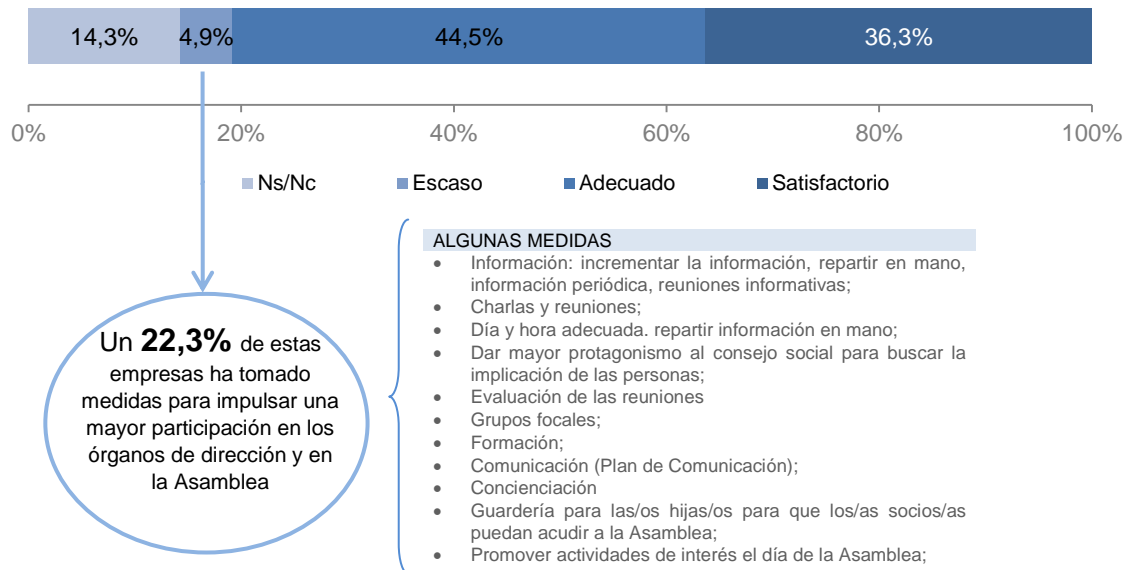 14,3% 4,9% 44,5% 36,3%
0% 20% 40% 60% 80% 100%
Ns/Nc Escaso Adecuado Satisfactorio
Un 22,3% de estas
empresas ha tomado
medidas para impulsar una
mayor participación en los
órganos de dirección y en
la Asamblea
ALGUNAS MEDIDAS
• Información: incrementar la información, repartir en mano,
información periódica, reuniones informativas;
• Charlas y reuniones;
• Día y hora adecuada. repartir información en mano;
• Dar mayor protagonismo al consejo social para buscar la
implicación de las personas;
• Evaluación de las reuniones
• Grupos focales;
• Formación;
• Comunicación (Plan de Comunicación);
• Concienciación
• Guardería para las/os hijas/os para que los/as socios/as
puedan acudir a la Asamblea;
• Promover actividades de interés el día de la Asamblea;